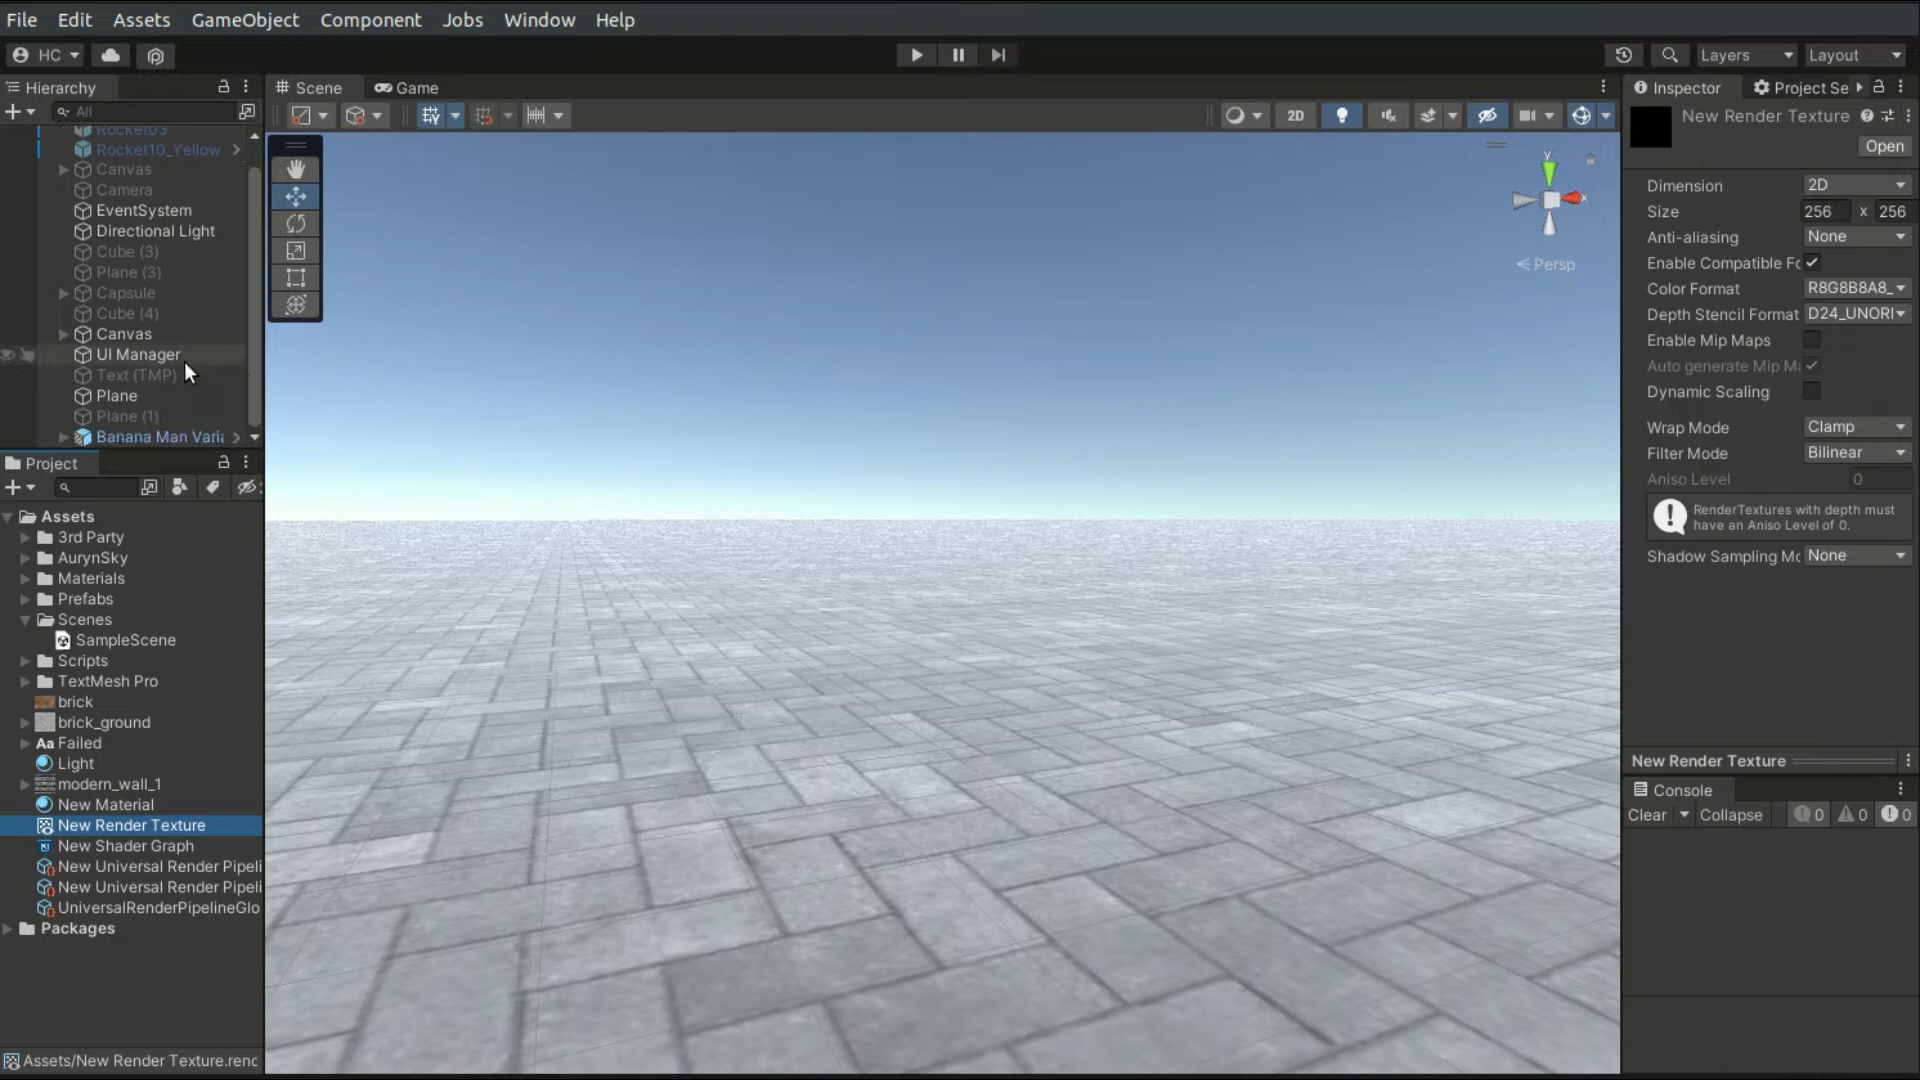 File Edit Assets GameObject Component Jobs Window Help
HC Layers Layout
Hierarchy
All
Rocket03
Rocket10_Yellow
Canvas
Camera
EventSystem
Directional Light
Cube (3)
Plane (3)
Capsule
Cube (4)
Canvas
UI Manager
Text (TMP)
Plane
Plane (1)
Banana Man Varia
Project
Assets
3rd Party
AurynSky
Materials
Prefabs
Scenes
SampleScene
Scripts
TextMesh Pro
brick
brick_ground
Aa Failed
Light
modern_wall_1
New Material
New Render Texture
New Shader Graph
New Universal Render Pipeli
New Universal Render Pipeli
UniversalRenderPipelineGlo
Packages
Assets/New Render Texture.renc
Scene Game
2D
y
x
Persp
Inspector Project Se
New Render Texture
Open
Dimension 2D
Size 256 x 256
Anti-aliasing None
Enable Compatible Fo
Color Format R8G8B8A8_
Depth Stencil Format D24_UNORI
Enable Mip Maps
Auto generate Mip Ma
Dynamic Scaling
Wrap Mode Clamp
Filter Mode Bilinear
Aniso Level 0
RenderTextures with depth must
have an Aniso Level of 0.
Shadow Sampling Mo None
New Render Texture
Console
Clear Collapse 0 0 0